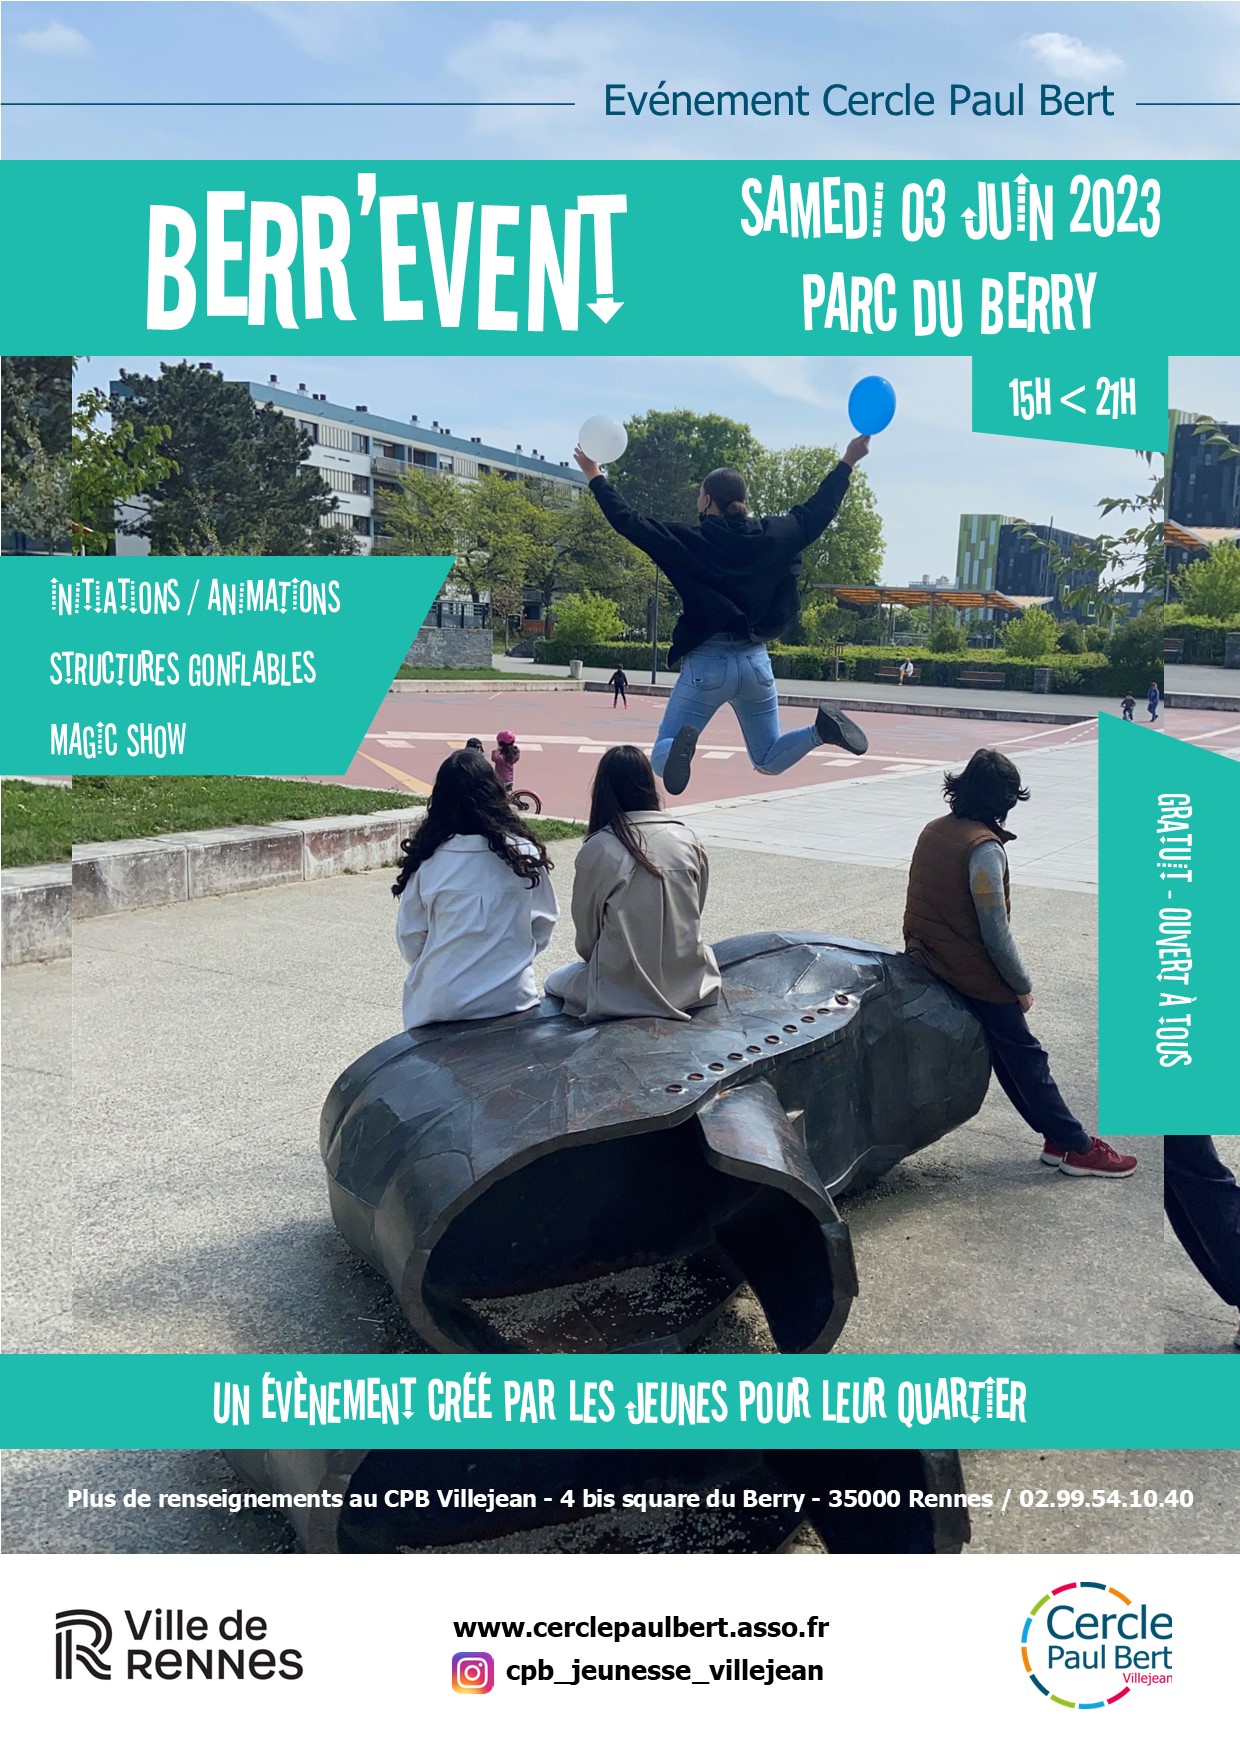 Evénement Cercle Paul Bert
BERR'EVENT
SAMEDI 03 JUIN 2023
PARC DU BERRY
15H < 21H
INITIATIONS / ANIMATIONS
STRUCTURES GONFLABLES
MAGIC SHOW
GRATUIT - OUVERT À TOUS
UN ÉVÈNEMENT CRÉÉ PAR LES JEUNES POUR LEUR QUARTIER
Plus de renseignements au CPB Villejean - 4 bis square du Berry - 35000 Rennes / 02.99.54.10.40
Ville de
RENNES
www.cerclepaulbert.asso.fr
cpb_jeunesse_villejean
Cercle
Paul Bert
Villejean